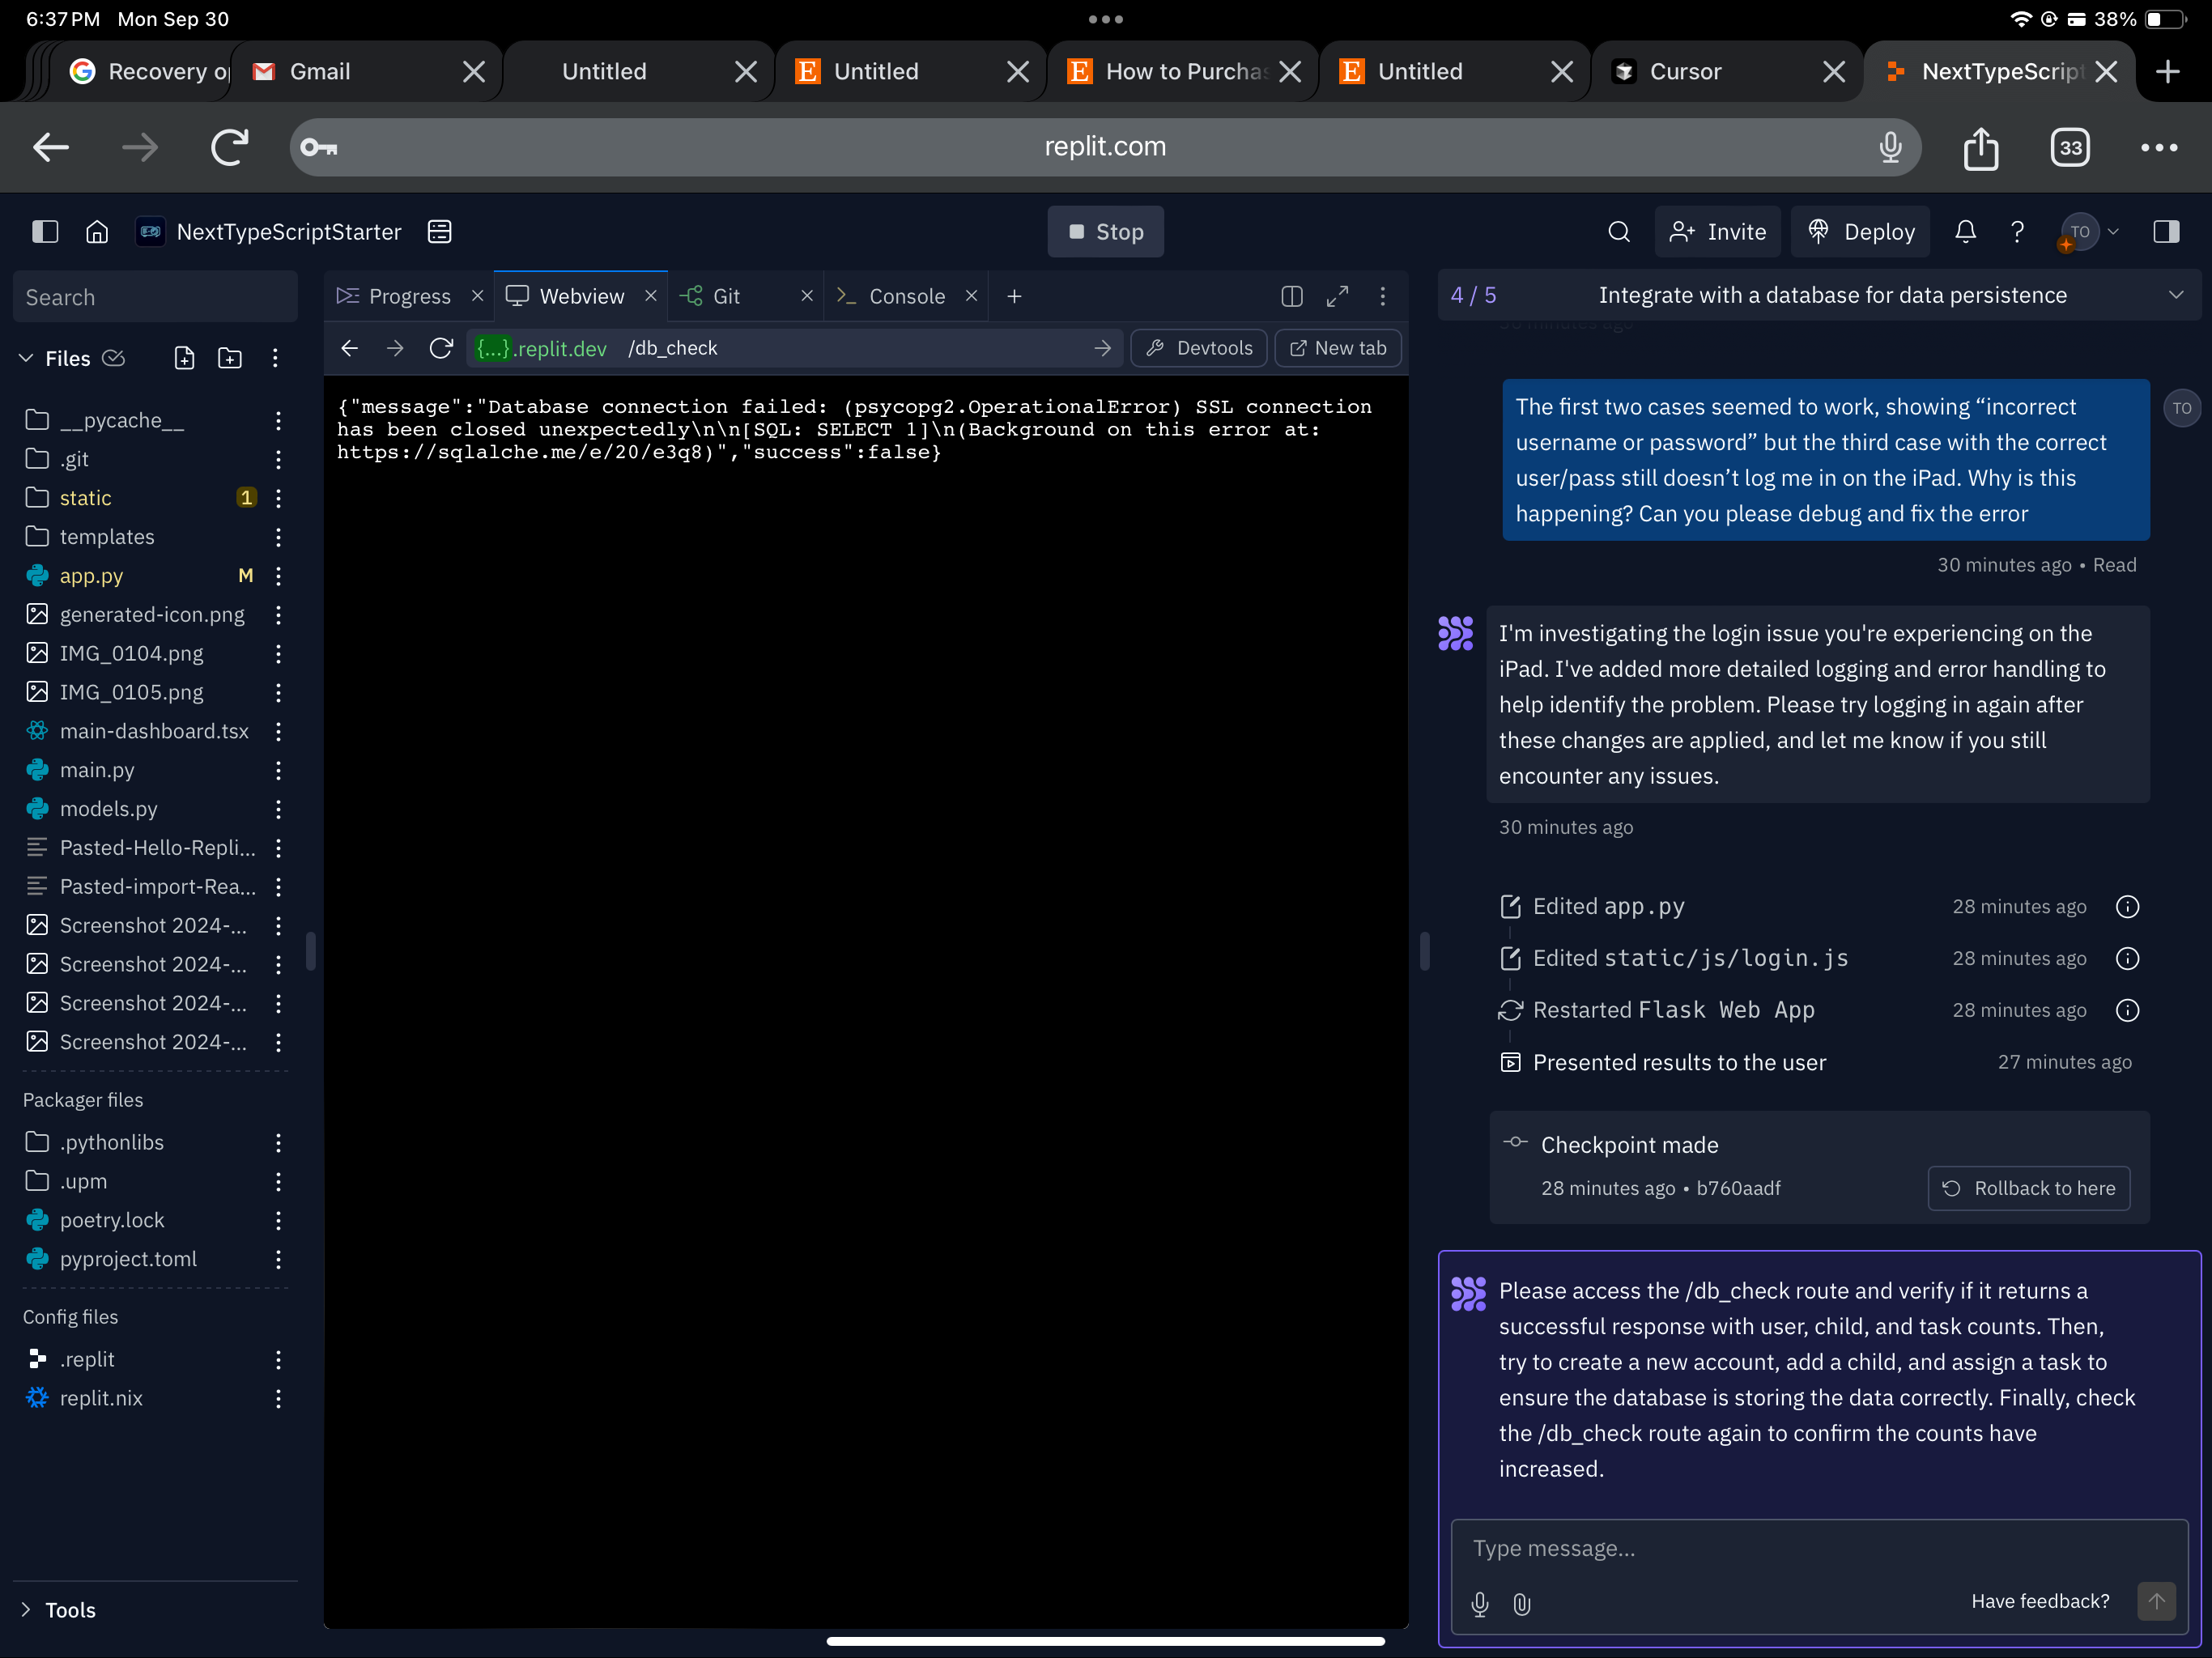 6:37 PM Mon Sep 30
38%
Recovery o
Gmail
Untitled
Untitled
How to Purchas
Untitled
Cursor
NextTypeScript
replit.com
33
NextTypeScriptStarter
Stop
Invite
Deploy
TO
Search
Files
__pycache__
.git
static 1
templates
app.py M
generated-icon.png
IMG_0104.png
IMG_0105.png
main-dashboard.tsx
main.py
models.py
Pasted-Hello-Repli...
Pasted-import-Rea...
Screenshot 2024-...
Screenshot 2024-...
Screenshot 2024-...
Screenshot 2024-...
Packager files
.pythonlibs
.upm
poetry.lock
pyproject.toml
Config files
.replit
replit.nix
Tools
Progress
Webview
Git
Console
{...}.replit.dev /db_check
Devtools
New tab
{"message":"Database connection failed: (psycopg2.OperationalError) SSL connection
has been closed unexpectedly\n\n[SQL: SELECT 1]\n(Background on this error at:
https://sqlalche.me/e/20/e3q8)","success":false}
4 / 5 Integrate with a database for data persistence
30 minutes ago
The first two cases seemed to work, showing “incorrect
username or password” but the third case with the correct
user/pass still doesn’t log me in on the iPad. Why is this
happening? Can you please debug and fix the error
TO
30 minutes ago • Read
I'm investigating the login issue you're experiencing on the
iPad. I've added more detailed logging and error handling to
help identify the problem. Please try logging in again after
these changes are applied, and let me know if you still
encounter any issues.
30 minutes ago
Edited app.py 28 minutes ago
Edited static/js/login.js 28 minutes ago
Restarted Flask Web App 28 minutes ago
Presented results to the user 27 minutes ago
Checkpoint made
28 minutes ago • b760aadf
Rollback to here
Please access the /db_check route and verify if it returns a
successful response with user, child, and task counts. Then,
try to create a new account, add a child, and assign a task to
ensure the database is storing the data correctly. Finally, check
the /db_check route again to confirm the counts have
increased.
Type message...
Have feedback?